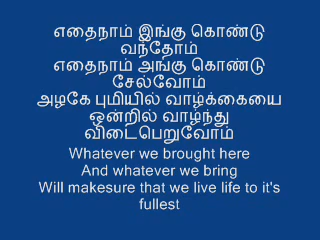 எதைநாம் இங்கு கொண்டு
வந்தோம்
எதைநாம் அங்கு கொண்டு
சேல்வோம்
அழகே புமியில் வாழ்க்கையை
ஒன்றில் வாழ்ந்து
விடைபெறுவோம்
Whatever we brought here
And whatever we bring
Will makesure that we live life to it's
fullest